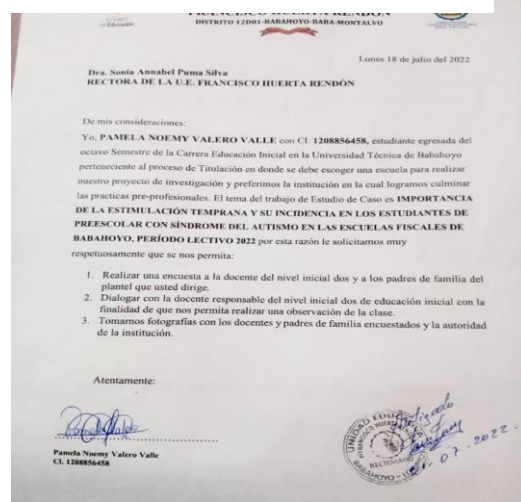 FRANCISCO HUERTA RENDÓN
DISTRITO 12D01-BABAHOYO-BABA-MONTALVO
Lunes 18 de julio del 2022
Dra. Sonia Annabel Puma Silva
RECTORA DE LA U.E. FRANCISCO HUERTA RENDÒN
De mis consideraciones:
Yo, PAMELA NOEMY VALERO VALLE con CI. 1208856458, estudiante egresada del
octavo Semestre de la Carrera Educación Inicial en la Universidad Técnica de Babahoyo
perteneciente al proceso de Titulación en donde se debe escoger una escuela para realizar
nuestro proyecto de investigación y preferimos la institución en la cual logramos culminar
las practicas pre-profesionales. El tema del trabajo de Estudio de Caso es IMPORTANCIA
DE LA ESTIMULACIÓN TEMPRANA Y SU INCIDENCIA EN LOS ESTUDIANTES DE
PREESCOLAR CON SÍNDROME DEL AUTISMO EN LAS ESCUELAS FISCALES DE
BABAHOYO, PERÍODO LECTIVO 2022 por esta razón le solicitamos muy
respetuosamente que se nos permita:
1. Realizar una encuesta a la docente del nivel inicial dos y a los padres de familia del
plantel que usted dirige.
2. Dialogar con la docente responsable del nivel inicial dos de educación inicial con la
finalidad de que nos permita realizar una observación de la clase.
3. Tomarnos fotografías con los docentes y padres de familia encuestados y la autoridad
de la institución.
Atentamente:
Pamela Noemy Valero Valle
CI. 1208856458
UNIDAD EDUCATIVA
RECTORADO
07-2022.